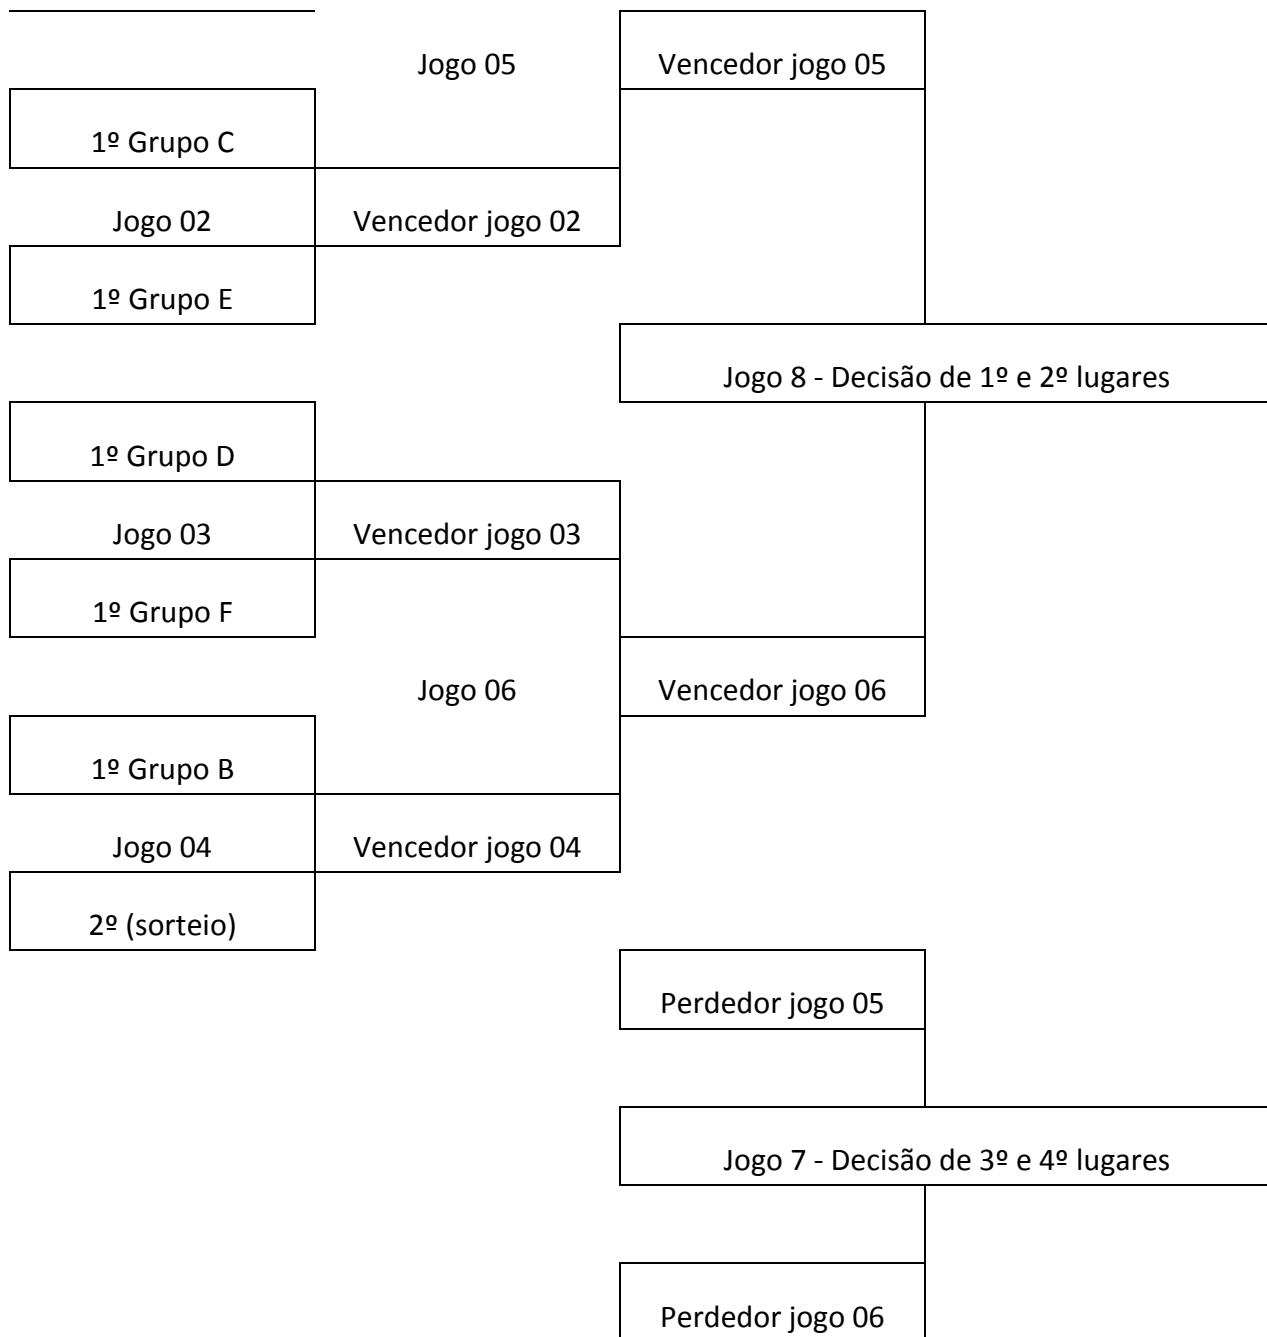 Jogo 05 Vencedor jogo 05
1º Grupo C
Jogo 02 Vencedor jogo 02
1º Grupo E
Jogo 8 - Decisão de 1º e 2º lugares
1º Grupo D
Jogo 03 Vencedor jogo 03
1º Grupo F
Jogo 06 Vencedor jogo 06
1º Grupo B
Jogo 04 Vencedor jogo 04
2º (sorteio)
Perdedor jogo 05
Jogo 7 - Decisão de 3º e 4º lugares
Perdedor jogo 06